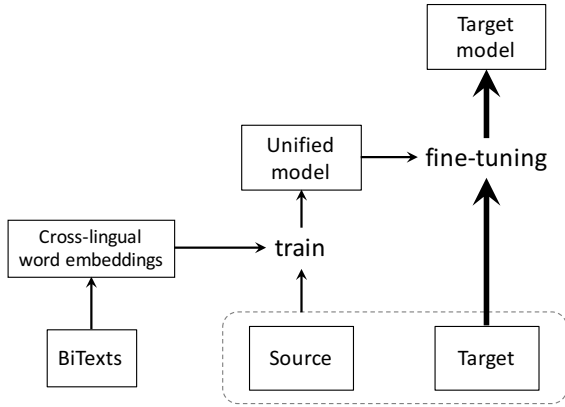 Target
model
Unified
model
fine-tuning
Cross-lingual
word embeddings
train
BiTexts
Source
Target